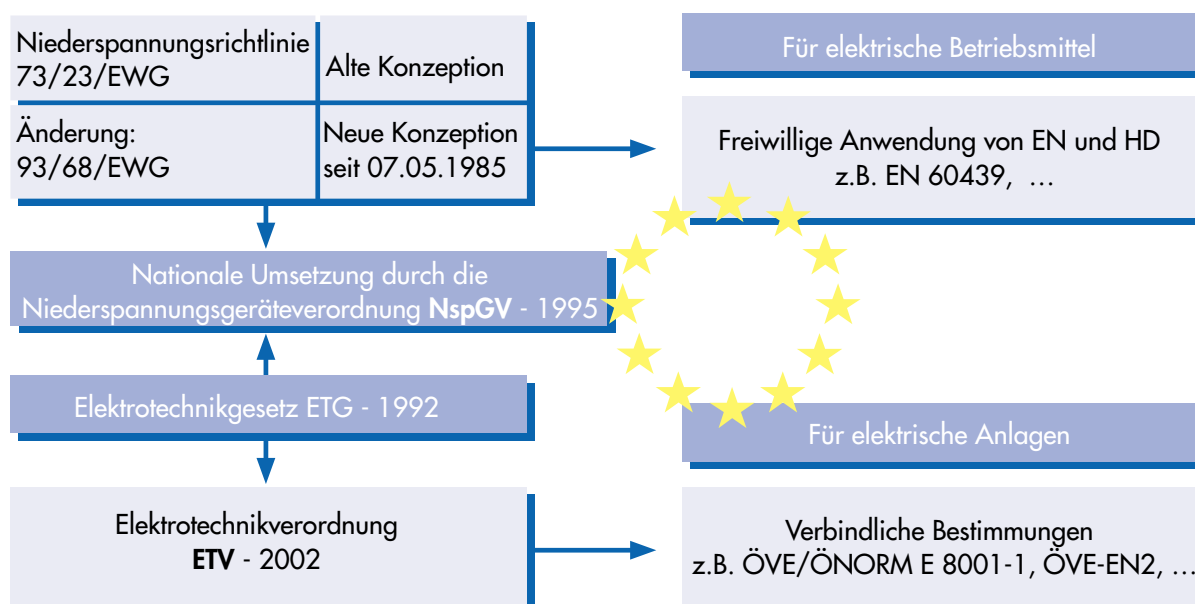 Niederspannungsrichtlinie
73/23/EWG
Alte Konzeption
Änderung:
93/68/EWG
Neue Konzeption
seit 07.05.1985
Für elektrische Betriebsmittel
Freiwillige Anwendung von EN und HD
z.B. EN 60439, ...
Nationale Umsetzung durch die
Niederspannungsgeräteverordnung NspGV - 1995
Elektrotechnikgesetz ETG - 1992
Für elektrische Anlagen
Elektrotechnikverordnung
ETV - 2002
Verbindliche Bestimmungen
z.B. ÖVE/ÖNORM E 8001-1, ÖVE-EN2, ...